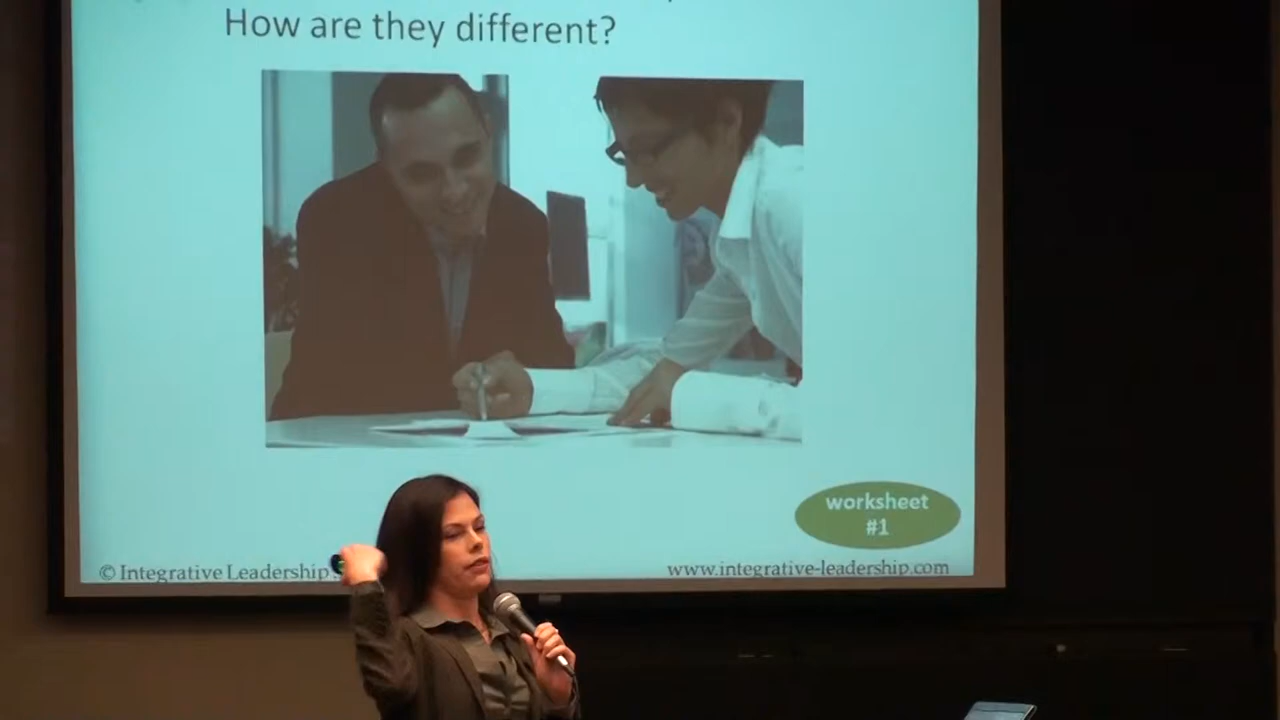 How are they different?
worksheet
#1
© Integrative Leadership
www.integrative-leadership.com